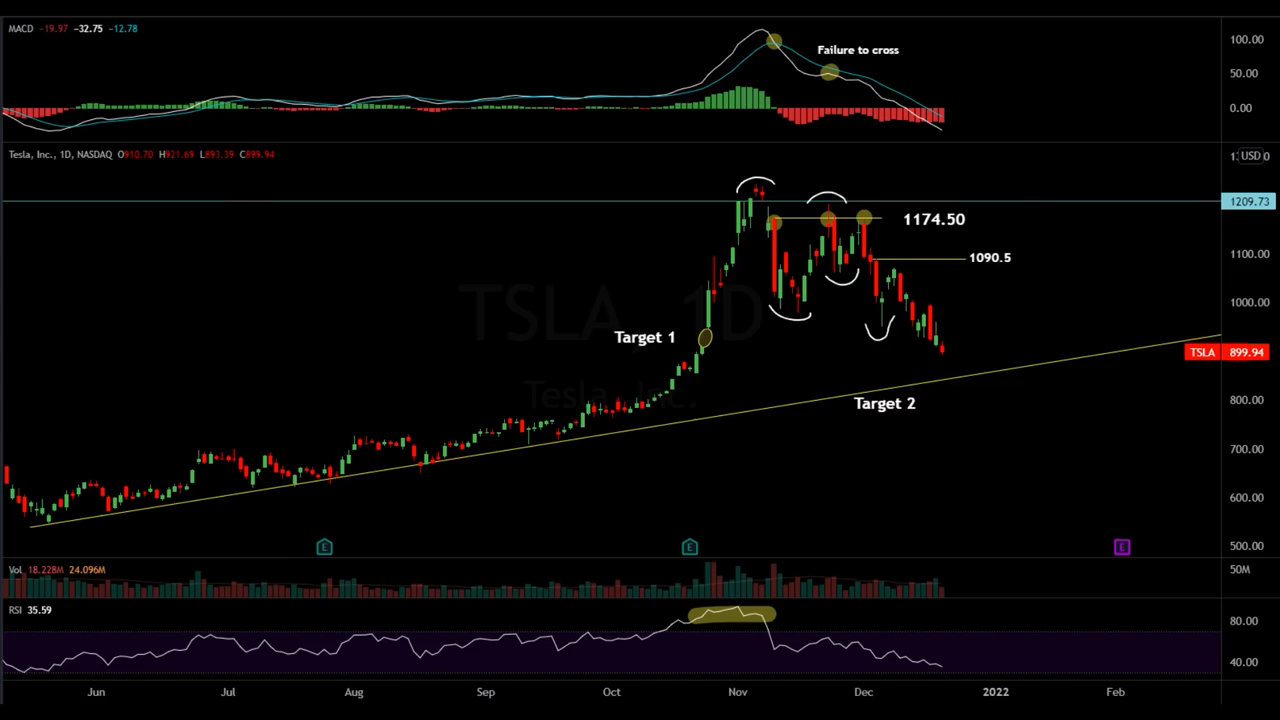 MACD -19.97 -32.75 -12.78
100.00
Failure to cross
50.00
0.00
Tesla, Inc., 1D, NASDAQ O910.70 H921.69 L893.39 C899.94
USD
1209.73
1174.50
1090.5
1100.00
1000.00
TSLA, 1D
Tesla, Inc.
Target 1
TSLA 899.94
Target 2
800.00
700.00
600.00
E E E
500.00
Vol 18.228M 24.096M
50M
RSI 35.59
80.00
40.00
Jun Jul Aug Sep Oct Nov Dec 2022 Feb